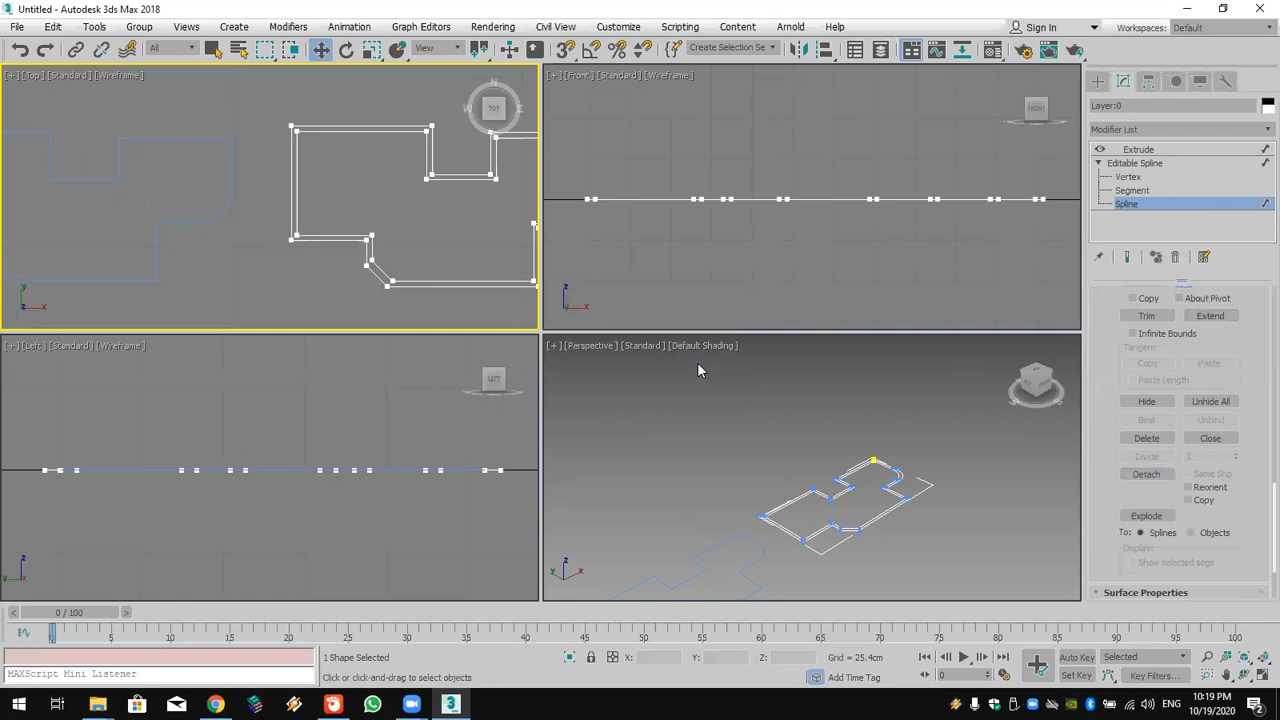 Untitled - Autodesk 3ds Max 2018
File Edit Tools Group Views Create Modifiers Animation Graph Editors Rendering Civil View Customize Scripting Content Arnold Help
Sign In
Workspaces: Default
All
View
Create Selection Se
[+] [Top] [Standard] [Wireframe]
N
W TOP E
[+] [Front] [Standard] [Wireframe]
FRONT
[+] [Left] [Standard] [Wireframe]
LEFT
[+] [Perspective] [Standard] [Default Shading]
y
x
z
x
z
y
z
y x
Layer:0
Modifier List
Extrude
Editable Spline
Vertex
Segment
Spline
Copy About Pivot
Trim Extend
Infinite Bounds
Tangent:
Copy Paste
Paste Length
Hide Unhide All
Bind Unbind
Delete Close
Divide 1
Detach Same Shp
Reorient
Copy
Explode
To: Splines Objects
Display:
Show selected segs
Surface Properties
< 0 / 100 >
5 10 15 20 25 30 35 40 45 50 55 60 65 70 75 80 85 90 95 100
1 Shape Selected
X: Y: Z:
Grid = 25.4cm
Auto Key Selected
MAXScript Mini Listener
Click or click-and-drag to select objects
Add Time Tag
0
Set Key Key Filters...
ENG
10:19 PM
10/19/2020